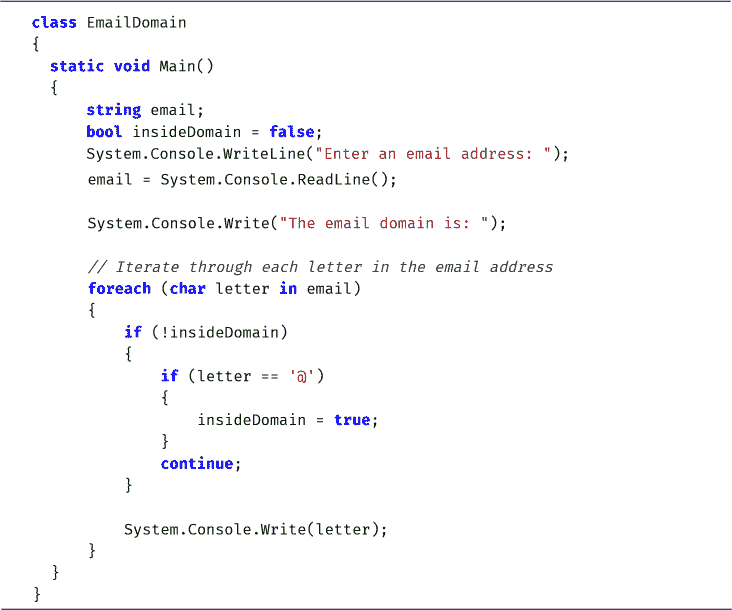 class EmailDomain
{
  static void Main()
  {
      string email;
      bool insideDomain = false;
      System.Console.WriteLine("Enter an email address: ");
      email = System.Console.ReadLine();

      System.Console.Write("The email domain is: ");

      // Iterate through each letter in the email address
      foreach (char letter in email)
      {
          if (!insideDomain)
          {
              if (letter == '@')
              {
                  insideDomain = true;
              }
              continue;
          }

          System.Console.Write(letter);
      }
  }
}